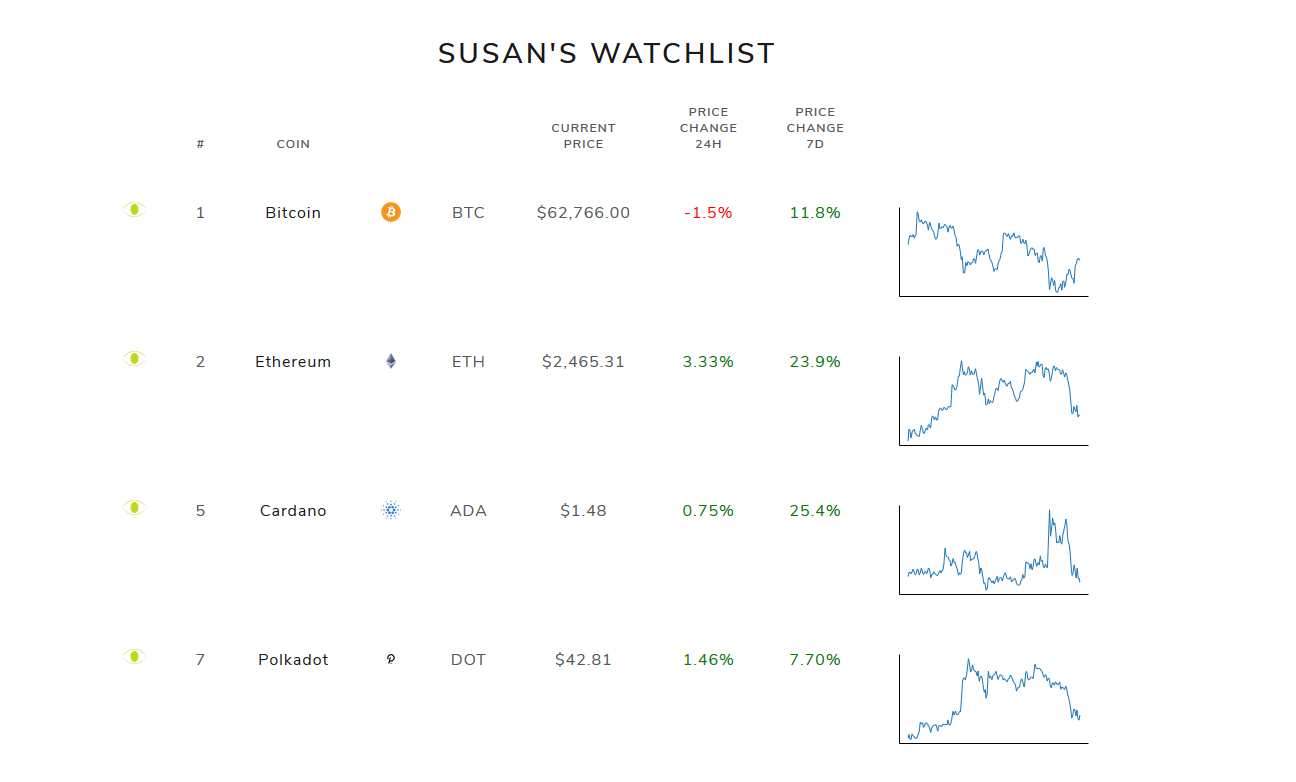 SUSAN'S WATCHLIST
# COIN CURRENT PRICE PRICE CHANGE 24H PRICE CHANGE 7D
1 Bitcoin BTC $62,766.00 -1.5% 11.8%
2 Ethereum ETH $2,465.31 3.33% 23.9%
5 Cardano ADA $1.48 0.75% 25.4%
7 Polkadot DOT $42.81 1.46% 7.70%